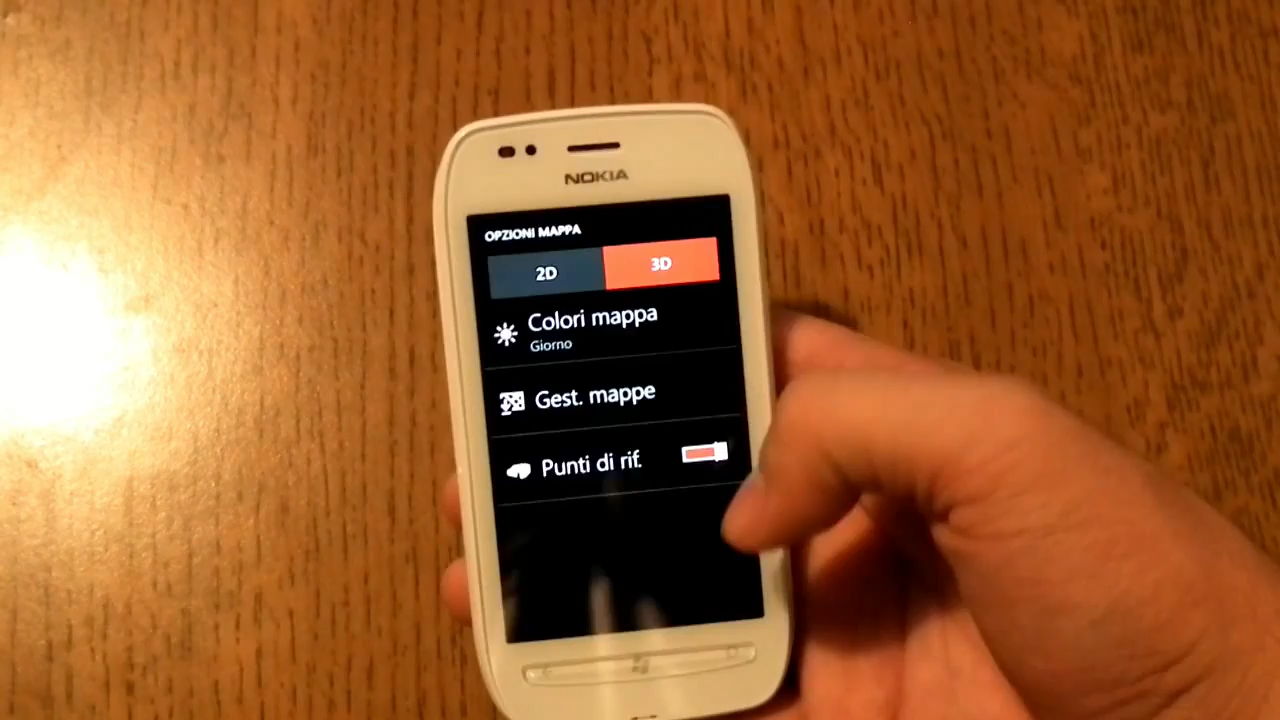 NOKIA
OPZIONI MAPPA
2D 3D
Colori mappa
Giorno
Gest. mappe
Punti di rif.